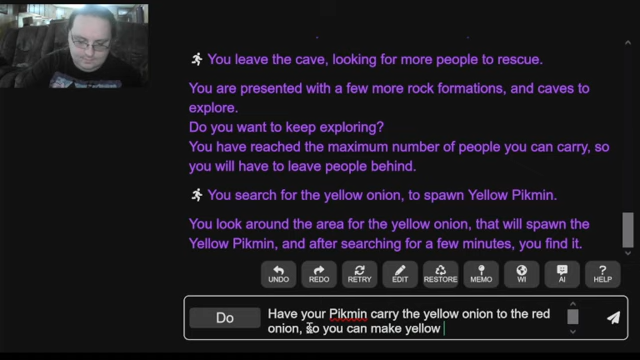 You leave the cave, looking for more people to rescue.
You are presented with a few more rock formations, and caves to
explore.
Do you want to keep exploring?
You have reached the maximum number of people you can carry, so
you will have to leave people behind.
You search for the yellow onion, to spawn Yellow Pikmin.
You look around the area for the yellow onion, that will spawn the
Yellow Pikmin, and after searching for a few minutes, you find it.
UNDO REDO RETRY EDIT RESTORE MEMO WI AI HELP
Do
Have your Pikmin carry the yellow onion to the red
onion, so you can make yellow